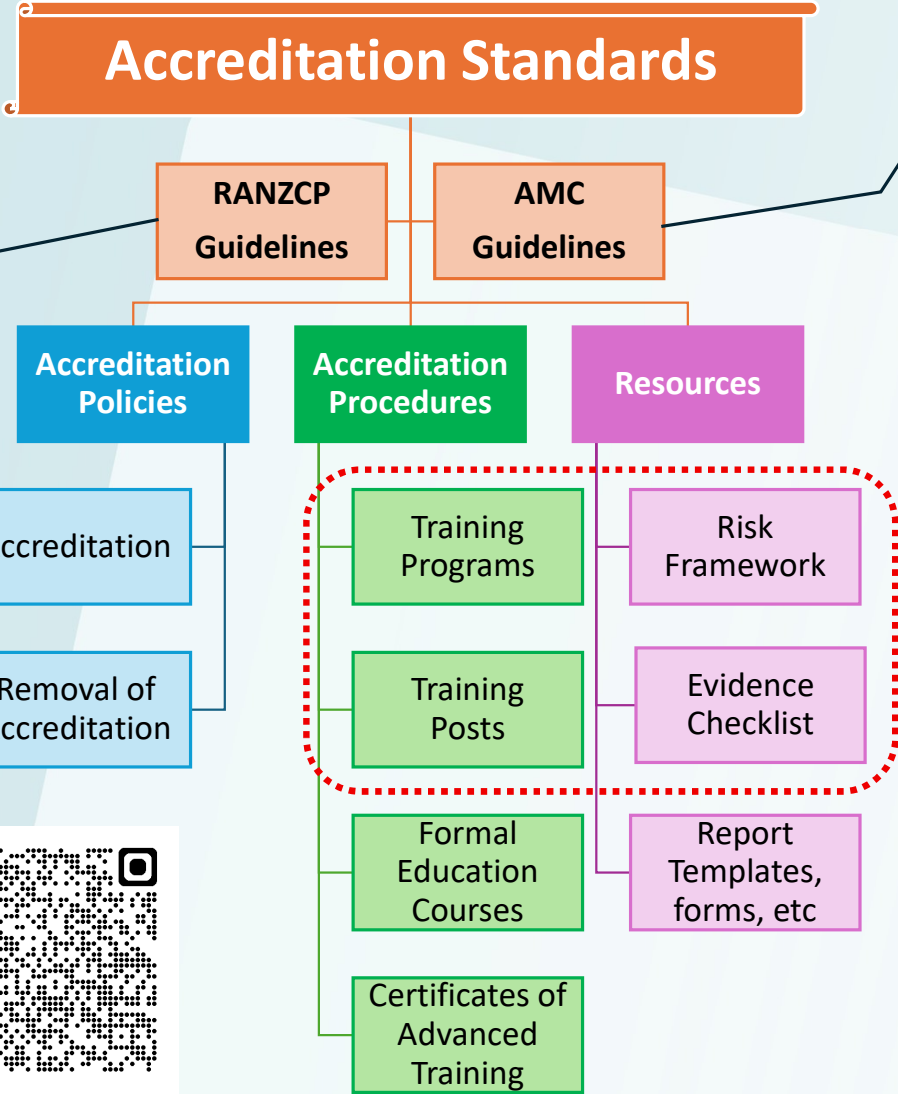 Accreditation Standards
RANZCP
Guidelines
AMC
Guidelines
Accreditation
Policies
Accreditation
Procedures
Resources
ccreditation
Removal of
ccreditation
Training
Programs
Training
Posts
Formal
Education
Courses
Certificates of
Advanced
Training
Risk
Framework
Evidence
Checklist
Report
Templates,
forms, etc